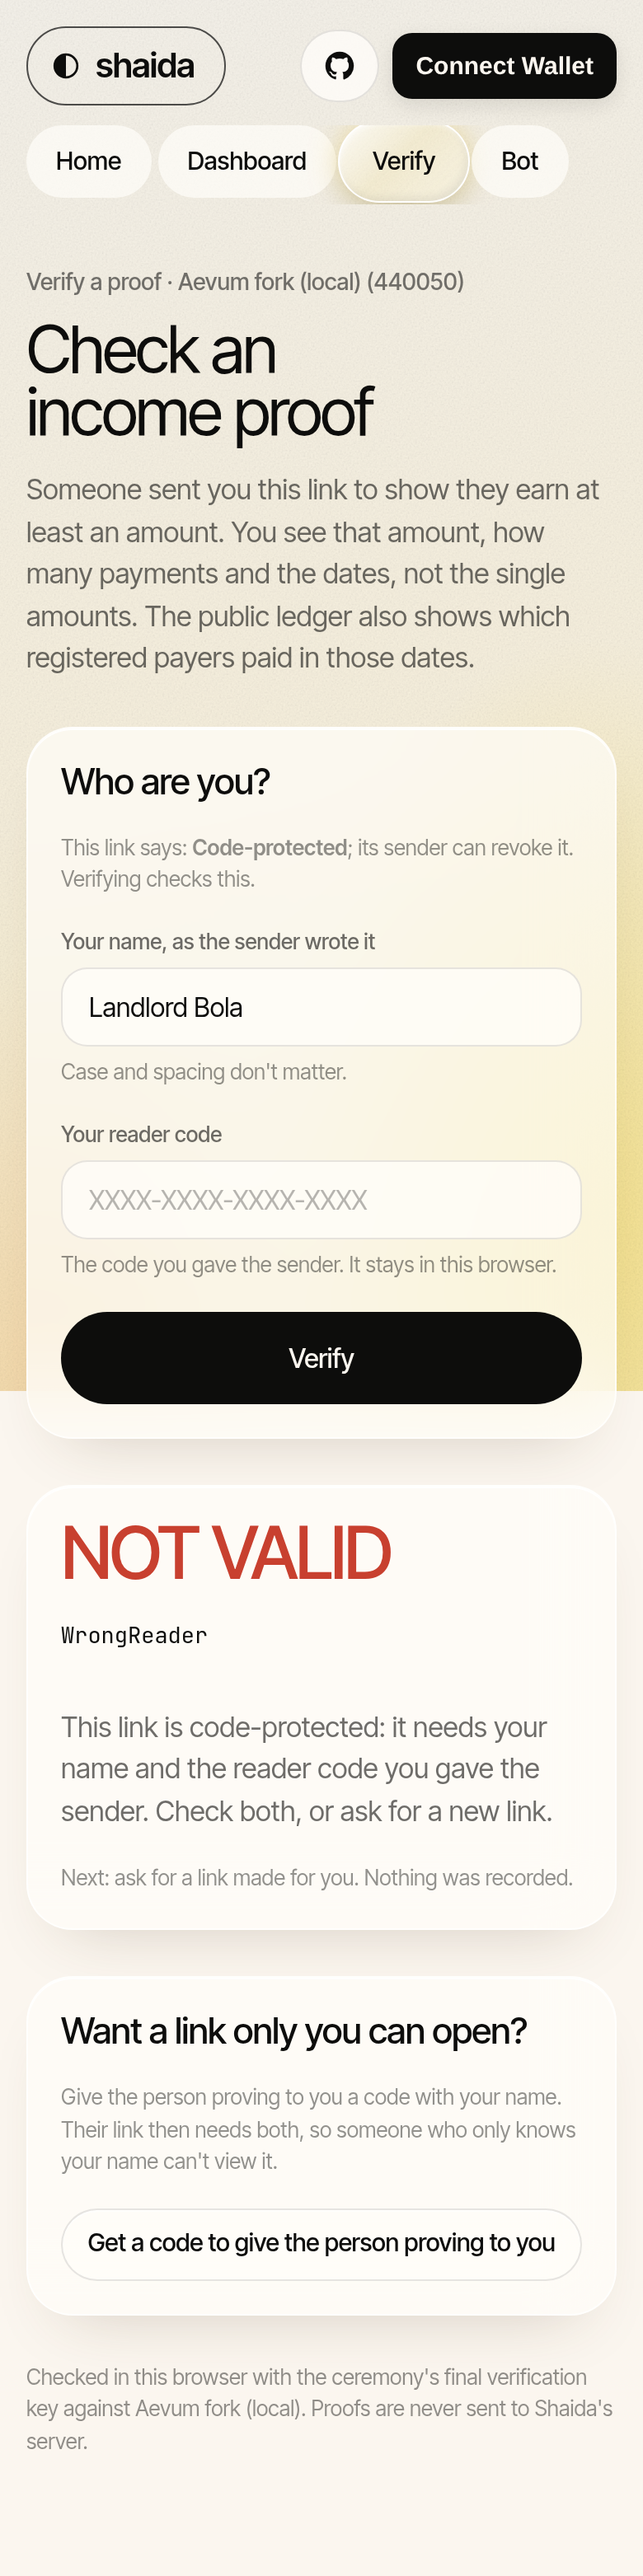 shaida
Connect Wallet
Home
Dashboard
Verify
Bot
Verify a proof · Aevum fork (local) (440050)
Check an
income proof
Someone sent you this link to show they earn at
least an amount. You see that amount, how
many payments and the dates, not the single
amounts. The public ledger also shows which
registered payers paid in those dates.
Who are you?
This link says: Code-protected; its sender can revoke it.
Verifying checks this.
Your name, as the sender wrote it
Landlord Bola
Case and spacing don't matter.
Your reader code
XXXX-XXXX-XXXX-XXXX
The code you gave the sender. It stays in this browser.
Verify
NOT VALID
WrongReader
This link is code-protected: it needs your
name and the reader code you gave the
sender. Check both, or ask for a new link.
Next: ask for a link made for you. Nothing was recorded.
Want a link only you can open?
Give the person proving to you a code with your name.
Their link then needs both, so someone who only knows
your name can't view it.
Get a code to give the person proving to you
Checked in this browser with the ceremony's final verification
key against Aevum fork (local). Proofs are never sent to Shaida's
server.